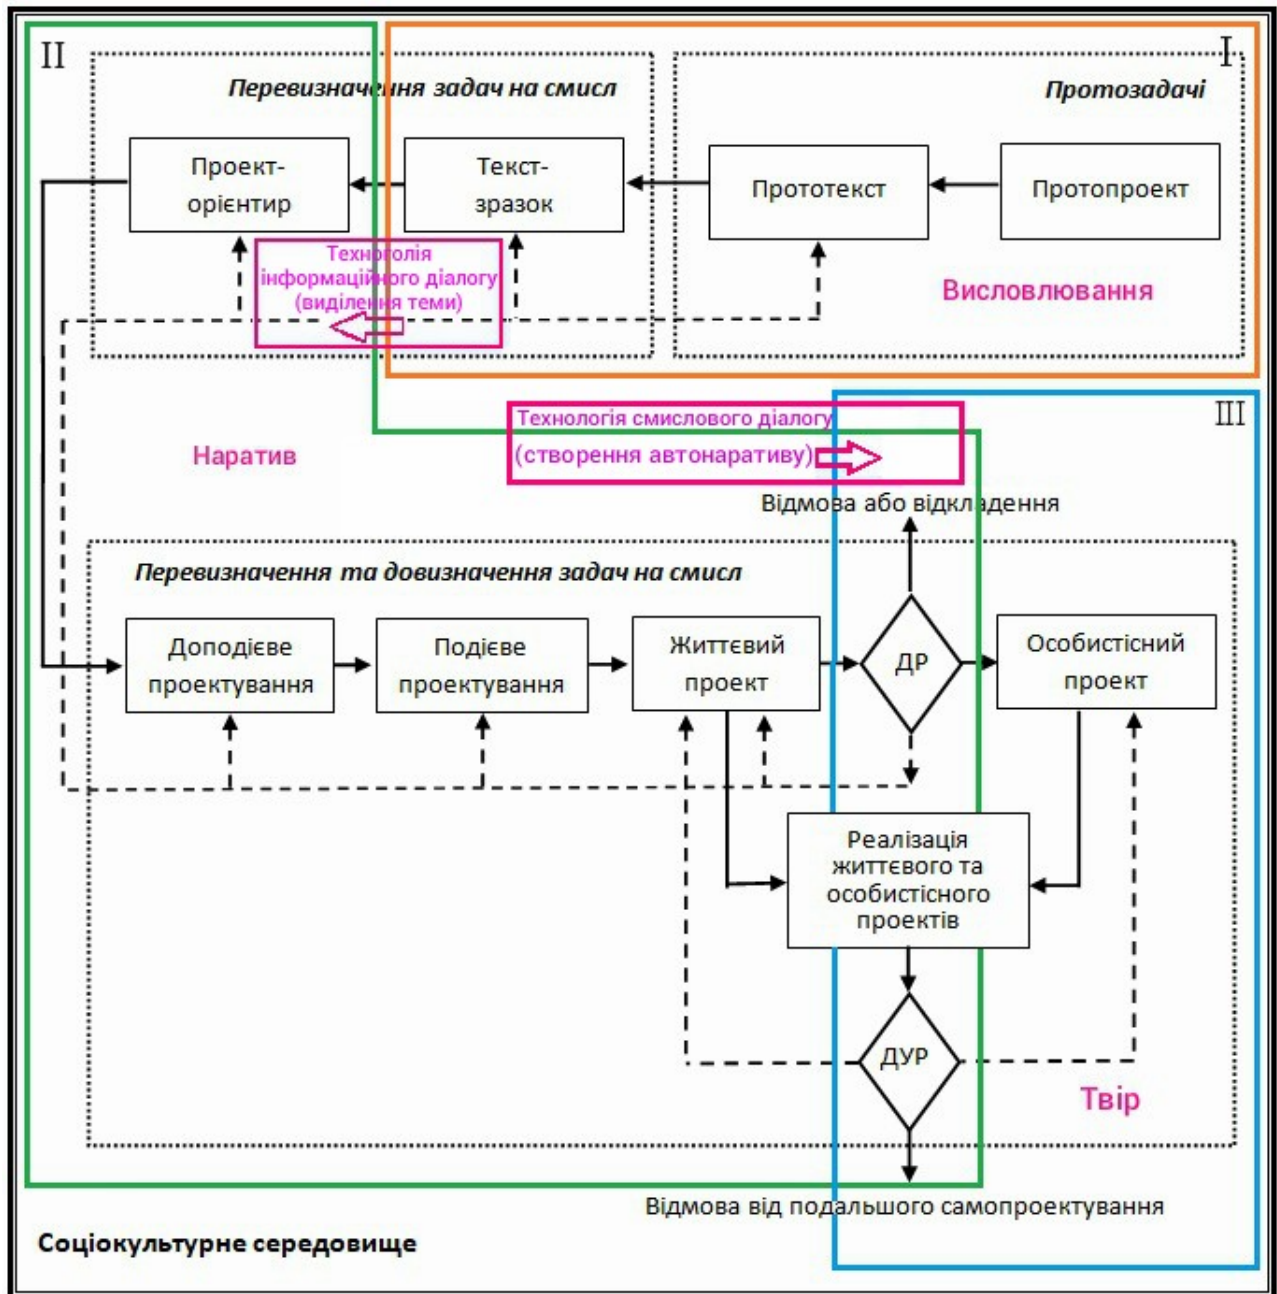 II
I
Перевизначення задач на смисл
Протозадачі
Проект-
орієнтир
Текст-
зразок
Прототекст
Протопроект
Техноголія
інформаційного діалогу
(виділення теми)
Висловлювання
III
Технологія смислового діалогу
(створення автонаративу)
Наратив
Відмова або відкладення
Перевизначення та довизначення задач на смисл
Доподієве
проектування
Подієве
проектування
Життєвий
проект
ДР
Особистісний
проект
Реалізація
життєвого та
особистісного
проектів
ДУР
Твір
Відмова від подальшого самопроектування
Соціокультурне середовище